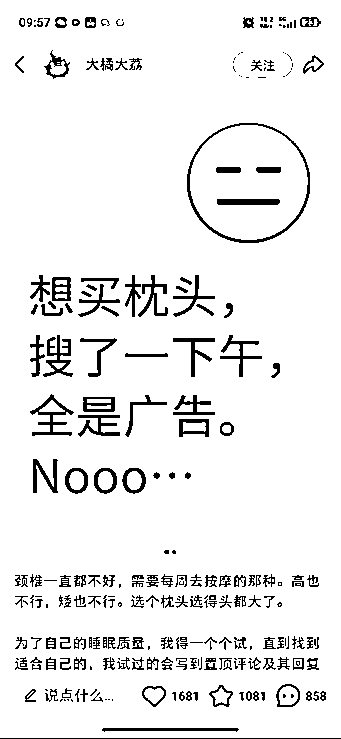 09:57
大橘大荔
关注
想买枕头，
搜了一下午，
全是广告。
Nooo…
颈椎一直都不好，需要每周去按摩的那种。高也
不行，矮也不行。选个枕头选得头都大了。
为了自己的睡眠质量，我得一个个试，直到找到
适合自己的，我试过的会写到置顶评论及其回复
说点什么...
1681
1081
858